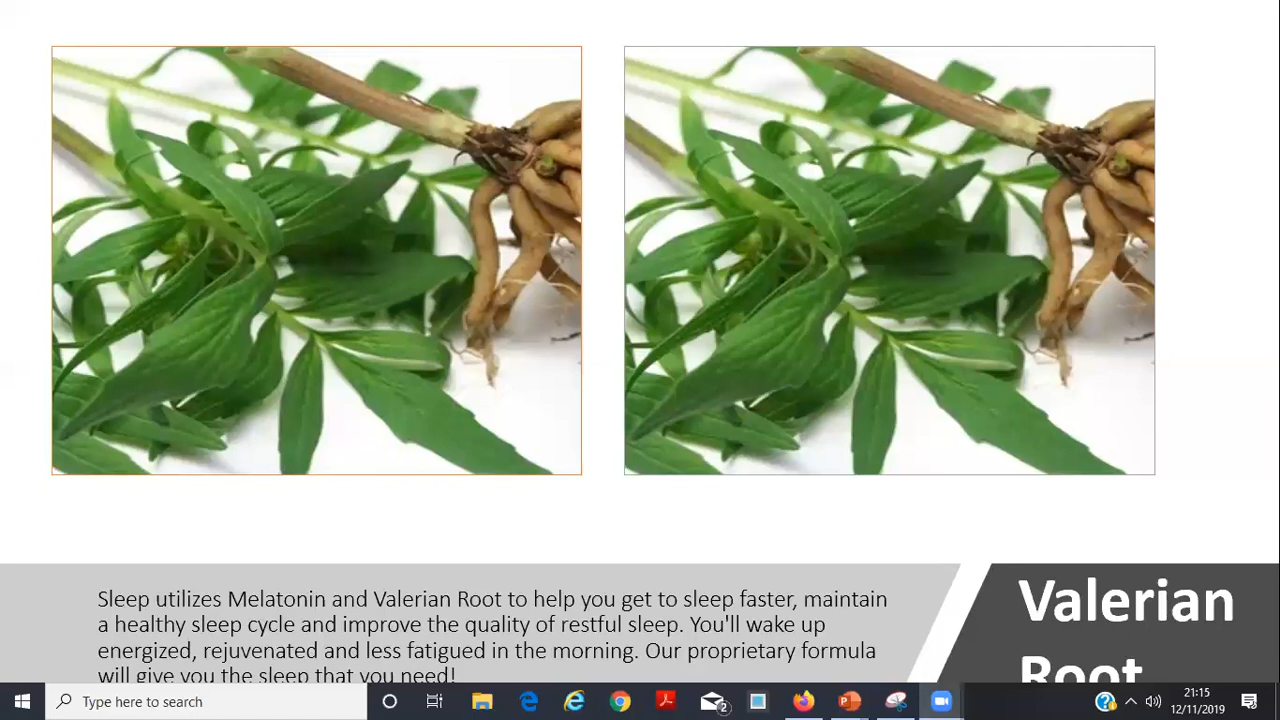 Sleep utilizes Melatonin and Valerian Root to help you get to sleep faster, maintain
a healthy sleep cycle and improve the quality of restful sleep. You'll wake up
energized, rejuvenated and less fatigued in the morning. Our proprietary formula
will give you the sleep that you need!
Valerian
Root
Type here to search
2
21:15
12/11/2019